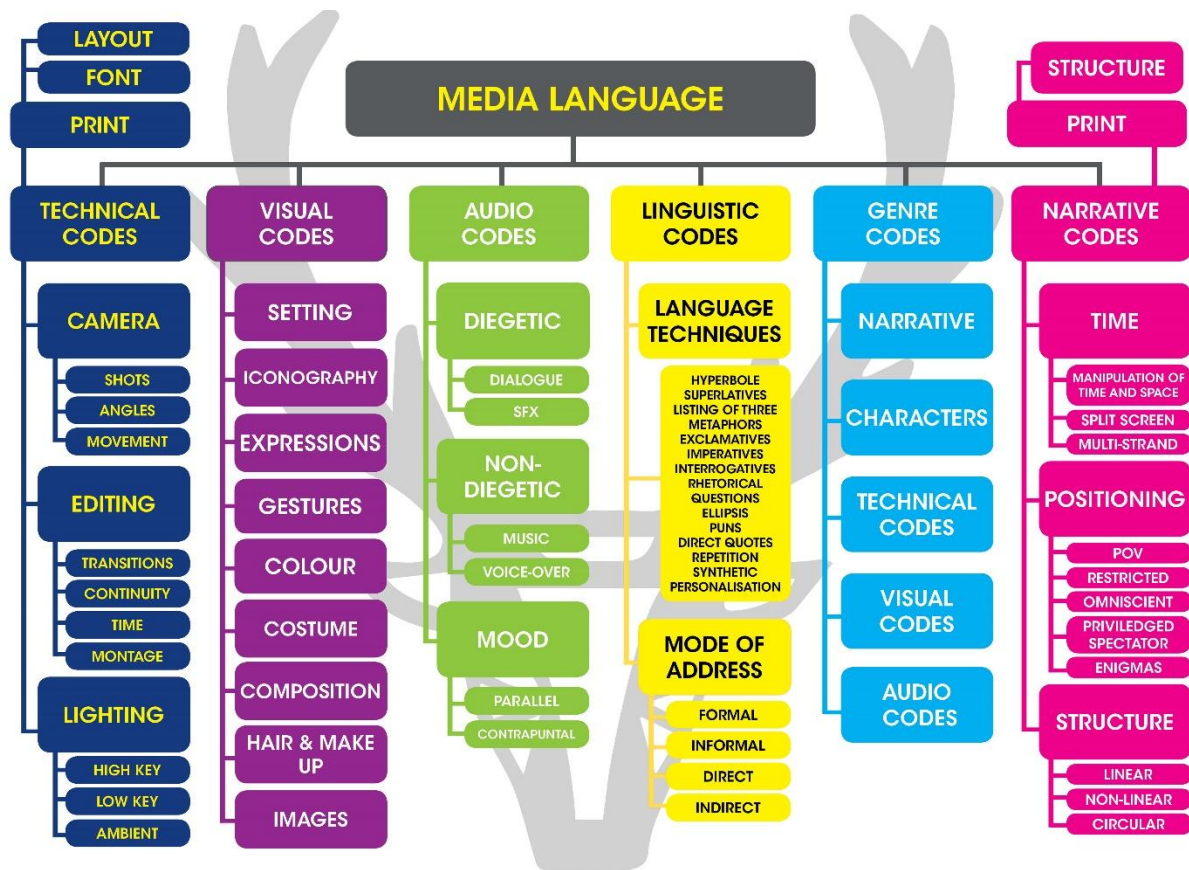 MEDIA LANGUAGE
LAYOUT
FONT
PRINT
TECHNICAL
CODES
CAMERA
SHOTS
ANGLES
MOVEMENT
EDITING
TRANSITIONS
CONTINUITY
TIME
MONTAGE
LIGHTING
HIGH KEY
LOW KEY
AMBIENT
VISUAL
CODES
SETTING
ICONOGRAPHY
EXPRESSIONS
GESTURES
COLOUR
COSTUME
COMPOSITION
HAIR & MAKE
UP
IMAGES
AUDIO
CODES
DIEGETIC
DIALOGUE
SFX
NON-
DIEGETIC
MUSIC
VOICE-OVER
MOOD
PARALLEL
CONTRAPUNTAL
LINGUISTIC
CODES
LANGUAGE
TECHNIQUES
HYPERBOLE
SUPERLATIVES
LISTING OF THREE
METAPHORS
EXCLAMATIVES
IMPERATIVES
INTERROGATIVES
RHETORICAL
QUESTIONS
ELLIPSIS
PUNS
DIRECT QUOTES
REPETITION
SYNTHETIC
PERSONALISATION
MODE OF
ADDRESS
FORMAL
INFORMAL
DIRECT
INDIRECT
GENRE
CODES
NARRATIVE
CHARACTERS
TECHNICAL
CODES
VISUAL
CODES
AUDIO
CODES
STRUCTURE
PRINT
NARRATIVE
CODES
TIME
MANIPULATION OF
TIME AND SPACE
SPLIT SCREEN
MULTI-STRAND
POSITIONING
POV
RESTRICTED
OMNISCIENT
PRIVILEDGED
SPECTATOR
ENIGMAS
STRUCTURE
LINEAR
NON-LINEAR
CIRCULAR